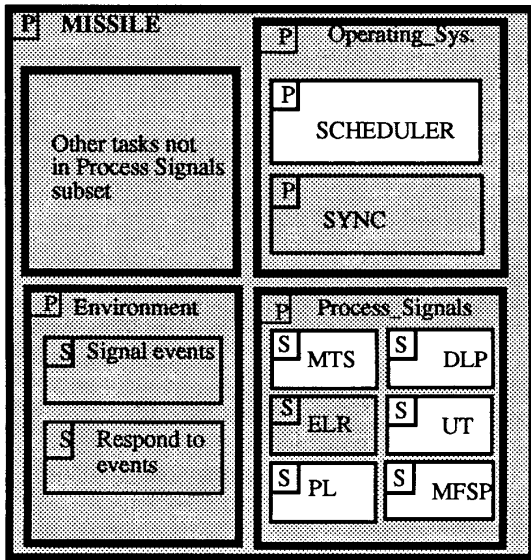 P MISSILE
Other tasks not
in Process Signals
subset
P Operating_Sys.
P
SCHEDULER
P
SYNC
P Environment
S Signal events
S Respond to
events
P Process_Signals
S MTS
S DLP
S ELR
S UT
S PL
S MFSP